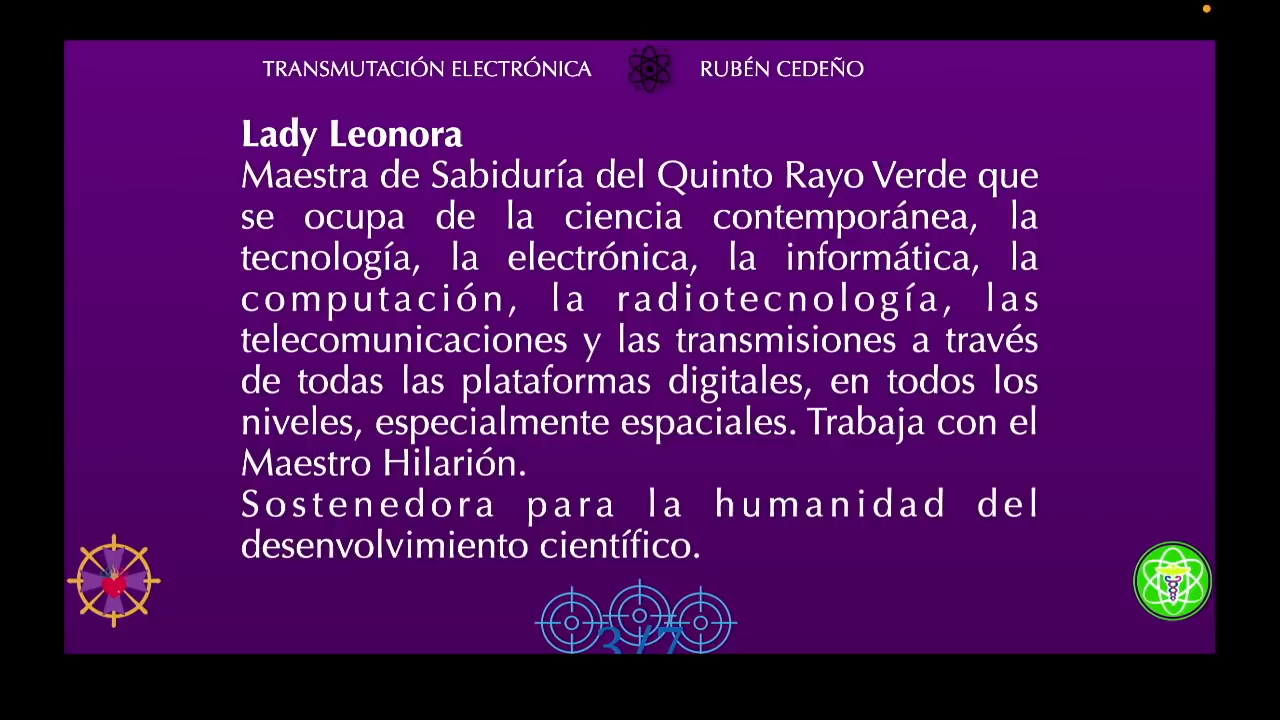 TRANSMUTACIÓN ELECTRÓNICA RUBÉN CEDEÑO
Lady Leonora
Maestra de Sabiduría del Quinto Rayo Verde que
se ocupa de la ciencia contemporánea, la
tecnología, la electrónica, la informática, la
computación, la radiotecnología, las
telecomunicaciones y las transmisiones a través
de todas las plataformas digitales, en todos los
niveles, especialmente espaciales. Trabaja con el
Maestro Hilarión.
Sostenedora para la humanidad del
desenvolvimiento científico.
3/7